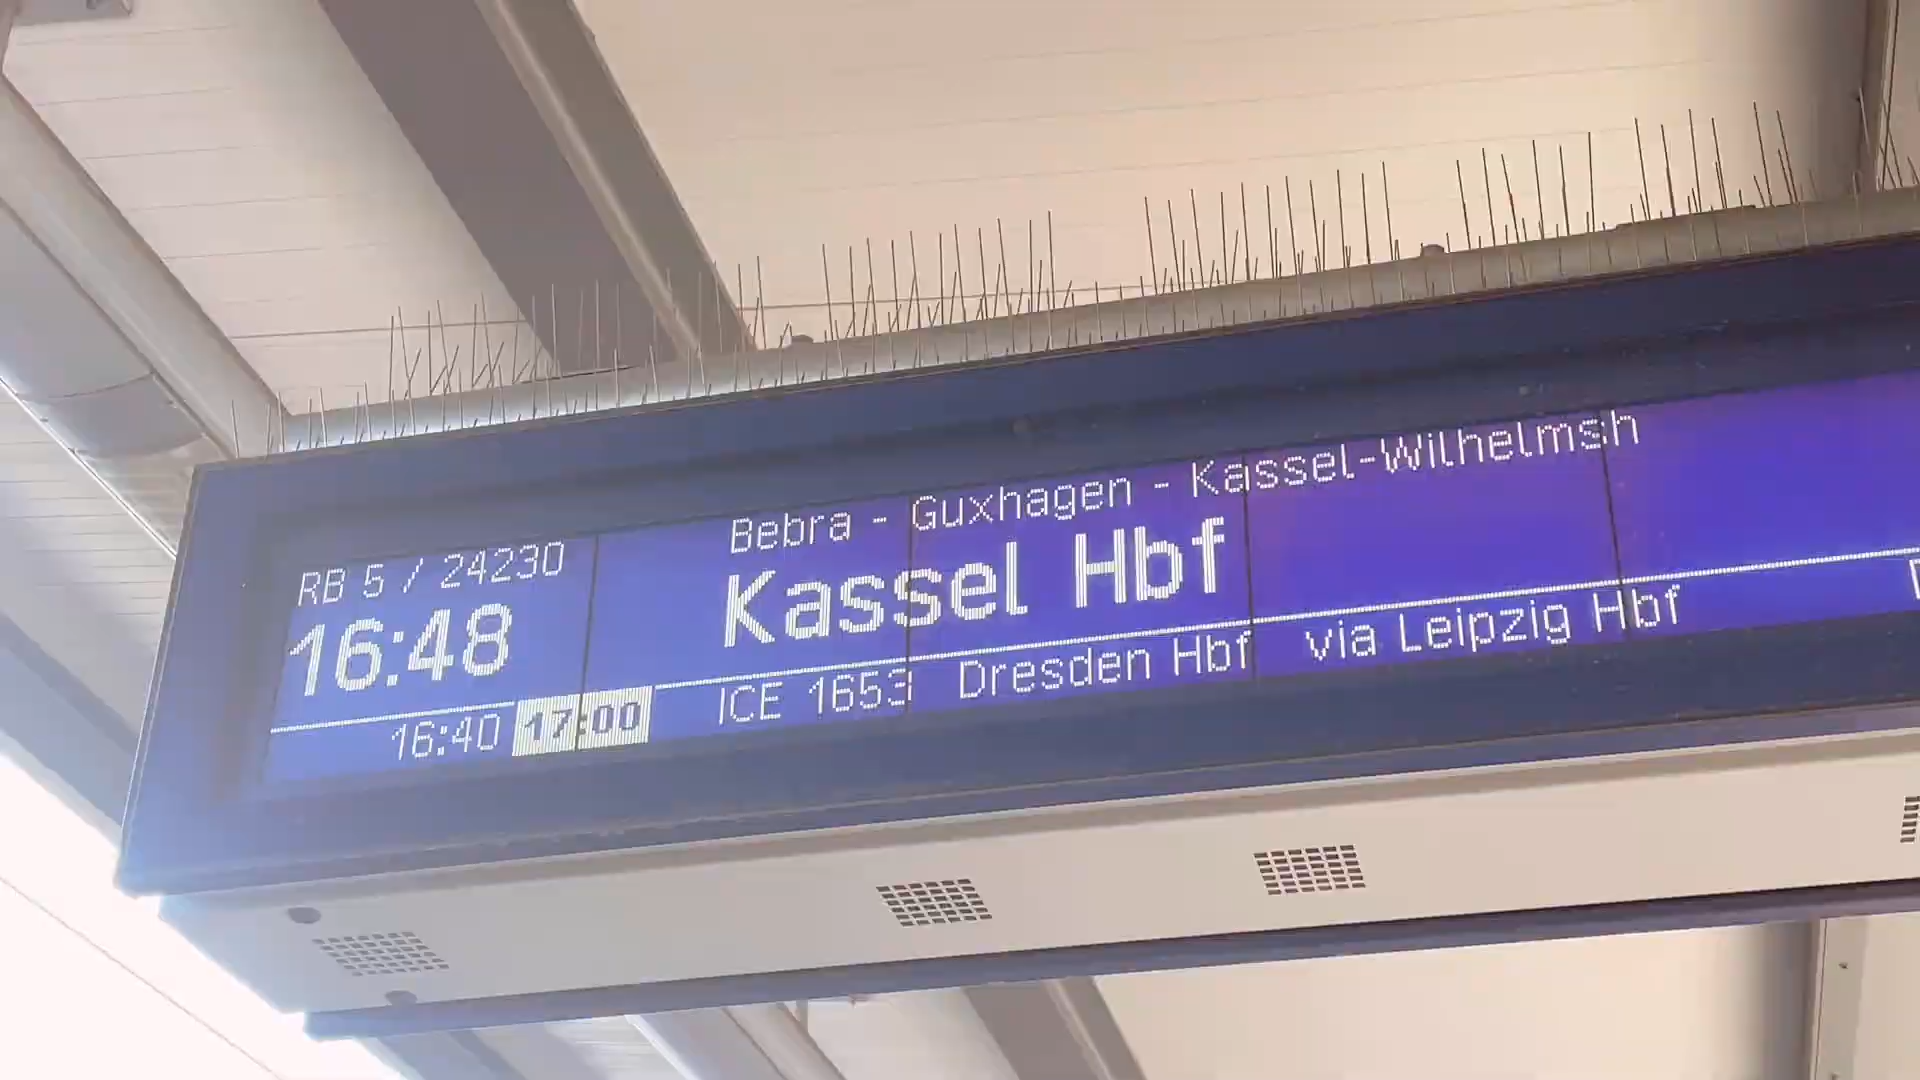 RB 5 / 24230
Bebra - Guxhagen - Kassel-Wilhelmsh
16:48
Kassel Hbf
16:40 17:00 ICE 1653 Dresden Hbf via Leipzig Hbf